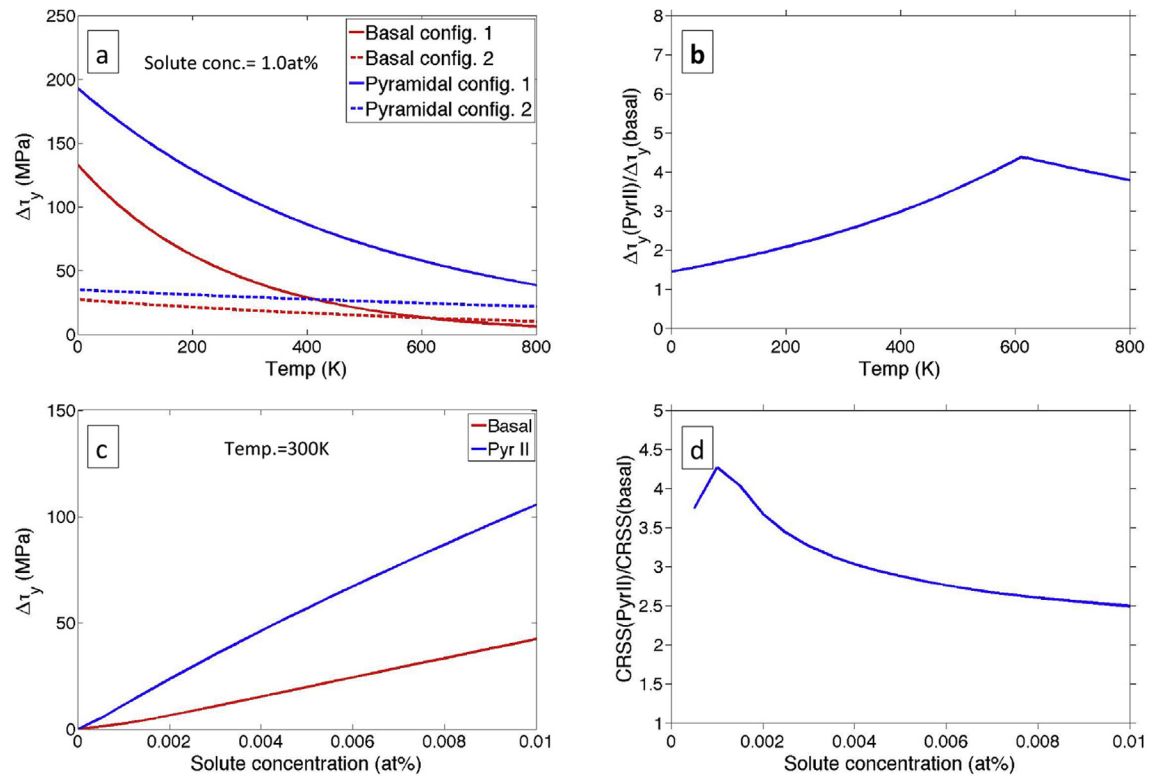 a
Solute conc.= 1.0at%
Basal config. 1
Basal config. 2
Pyramidal config. 1
Pyramidal config. 2
250
200
150
100
50
0
Δτy (MPa)
0 200 400 600 800
Temp (K)
b
8
7
6
5
4
3
2
1
0
Δτy(PyrII)/Δτy(basal)
0 200 400 600 800
Temp (K)
c
Temp.=300K
Basal
Pyr II
150
100
50
0
Δτy (MPa)
0 0.002 0.004 0.006 0.008 0.01
Solute concentration (at%)
d
5
4.5
4
3.5
3
2.5
2
1.5
1
CRSS(PyrII)/CRSS(basal)
0 0.002 0.004 0.006 0.008 0.01
Solute concentration (at%)